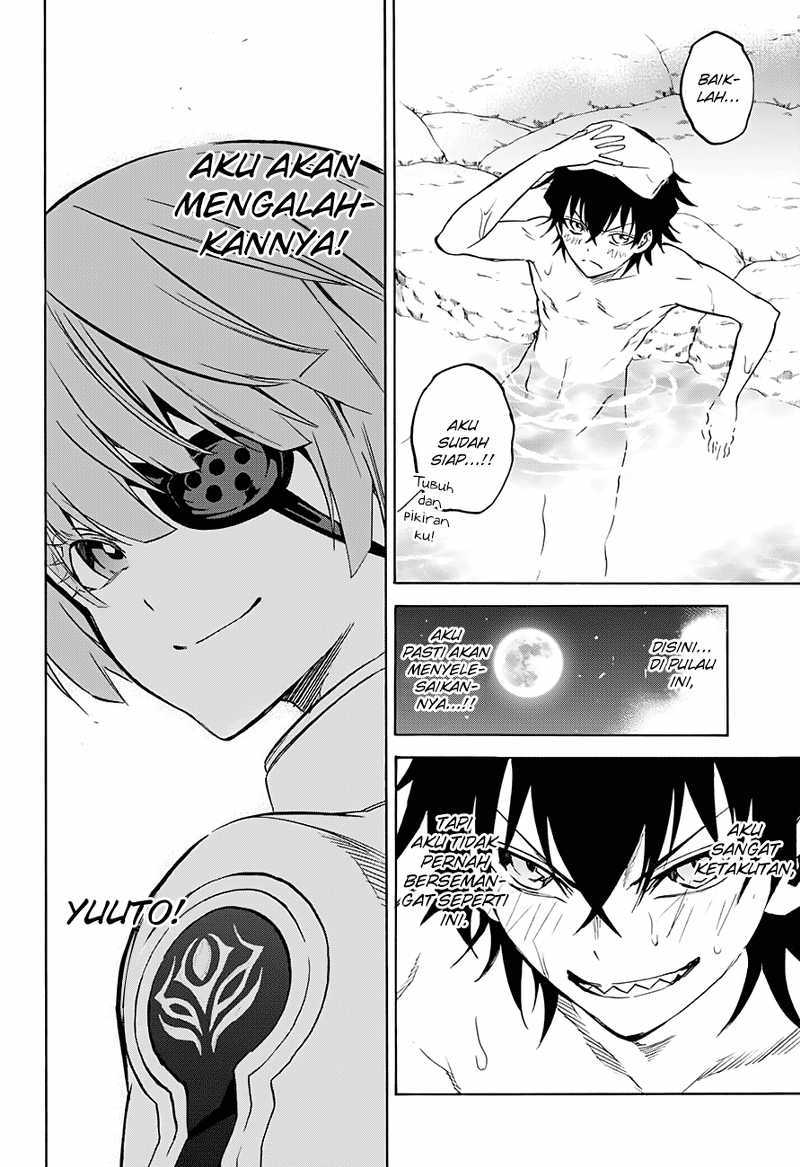 BAIK-
LAH...
AKU
SUDAH
SIAP...!!
Tubuh
dan
pikiran
ku!
DISINI...
DI PULAU
INI,
AKU
PASTI AKAN
MENYELE-
SAIKAN-
NYA...!!
AKU
SANGAT
KETAKUTAN,
TAPI
AKU TIDAK
PERNAH
BERSEMAN-
GAT SEPERTI
INI.
AKU AKAN
MENGALAH-
KANNYA!
YUUTO!